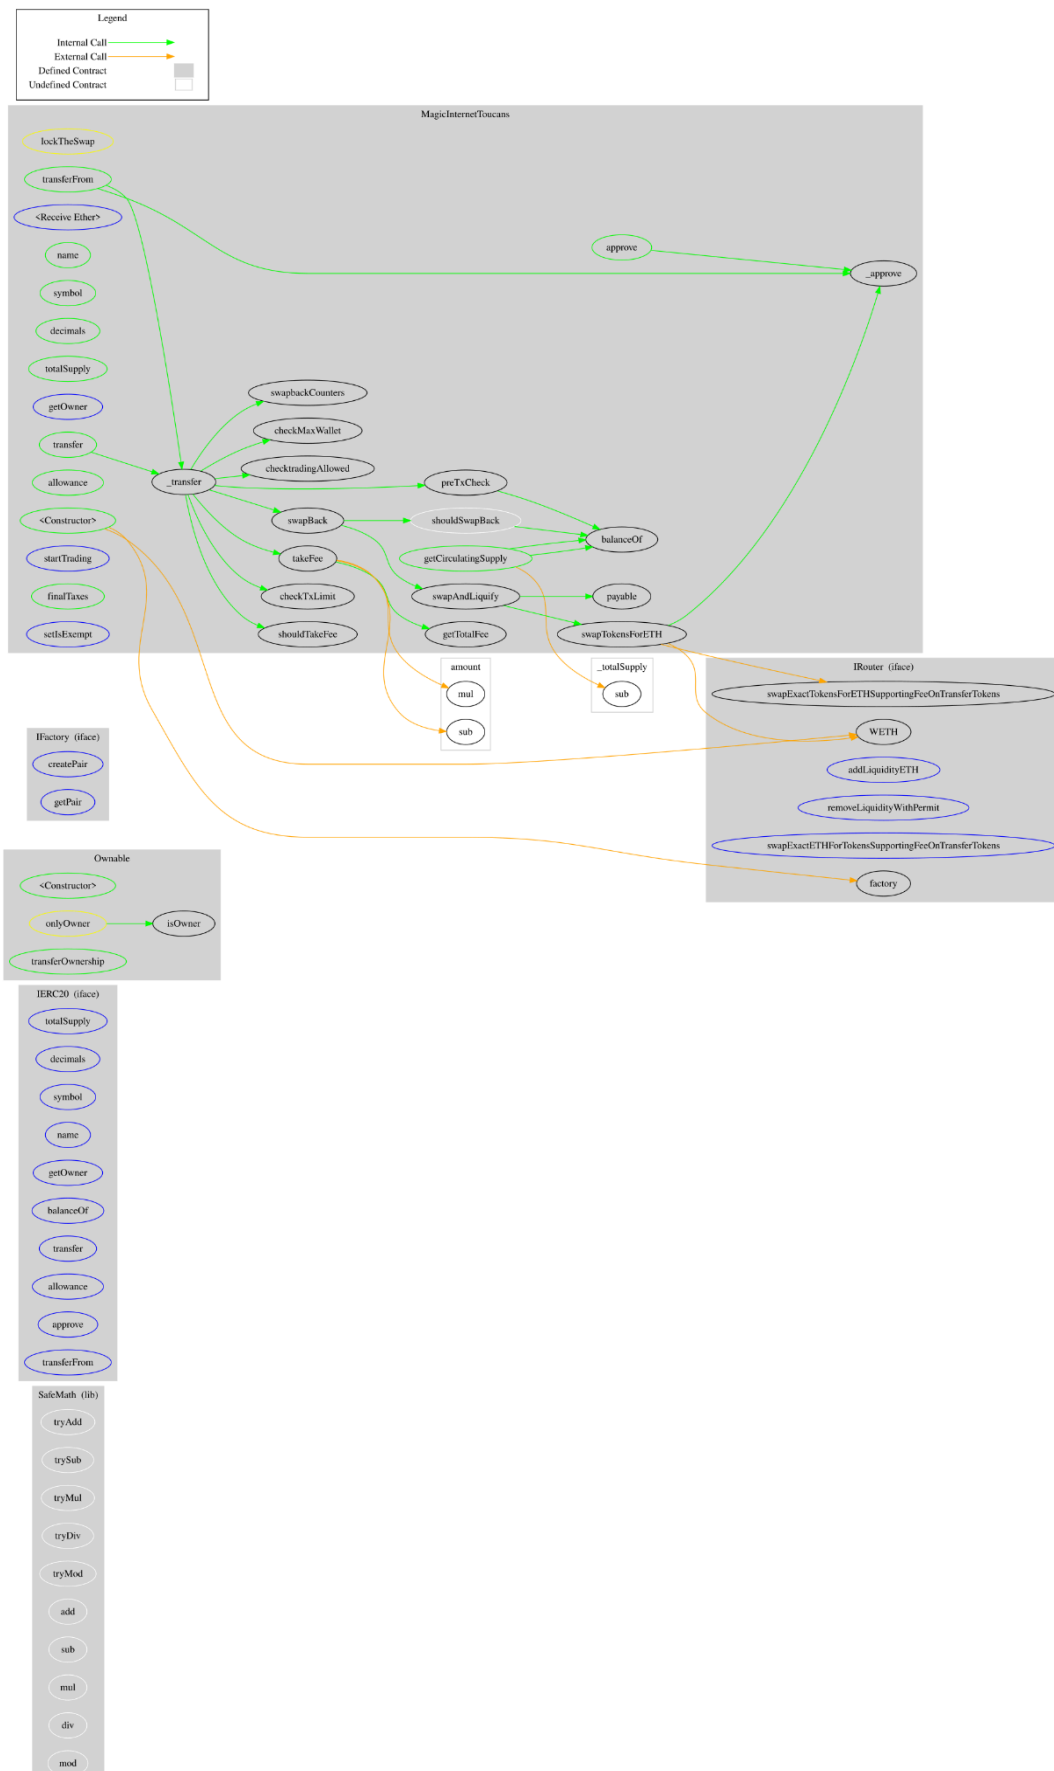 Legend
Internal Call
External Call
Defined Contract
Undefined Contract
MagicInternetToucans
lockTheSwap
transferFrom
<Receive Ether>
name
symbol
decimals
totalSupply
getOwner
transfer
allowance
<Constructor>
startTrading
finalTaxes
setIsExempt
_transfer
swapbackCounters
checkMaxWallet
checktradingAllowed
swapBack
takeFee
checkTxLimit
shouldTakeFee
preTxCheck
shouldSwapBack
getCirculatingSupply
swapAndLiquify
getTotalFee
approve
balanceOf
payable
swapTokensForETH
_approve
amount
mul
sub
_totalSupply
sub
IRouter (iface)
swapExactTokensForETHSupportingFeeOnTransferTokens
WETH
addLiquidityETH
removeLiquidityWithPermit
swapExactETHForTokensSupportingFeeOnTransferTokens
factory
IFactory (iface)
createPair
getPair
Ownable
<Constructor>
onlyOwner
isOwner
transferOwnership
IERC20 (iface)
totalSupply
decimals
symbol
name
getOwner
balanceOf
transfer
allowance
approve
transferFrom
SafeMath (lib)
tryAdd
trySub
tryMul
tryDiv
tryMod
add
sub
mul
div
mod